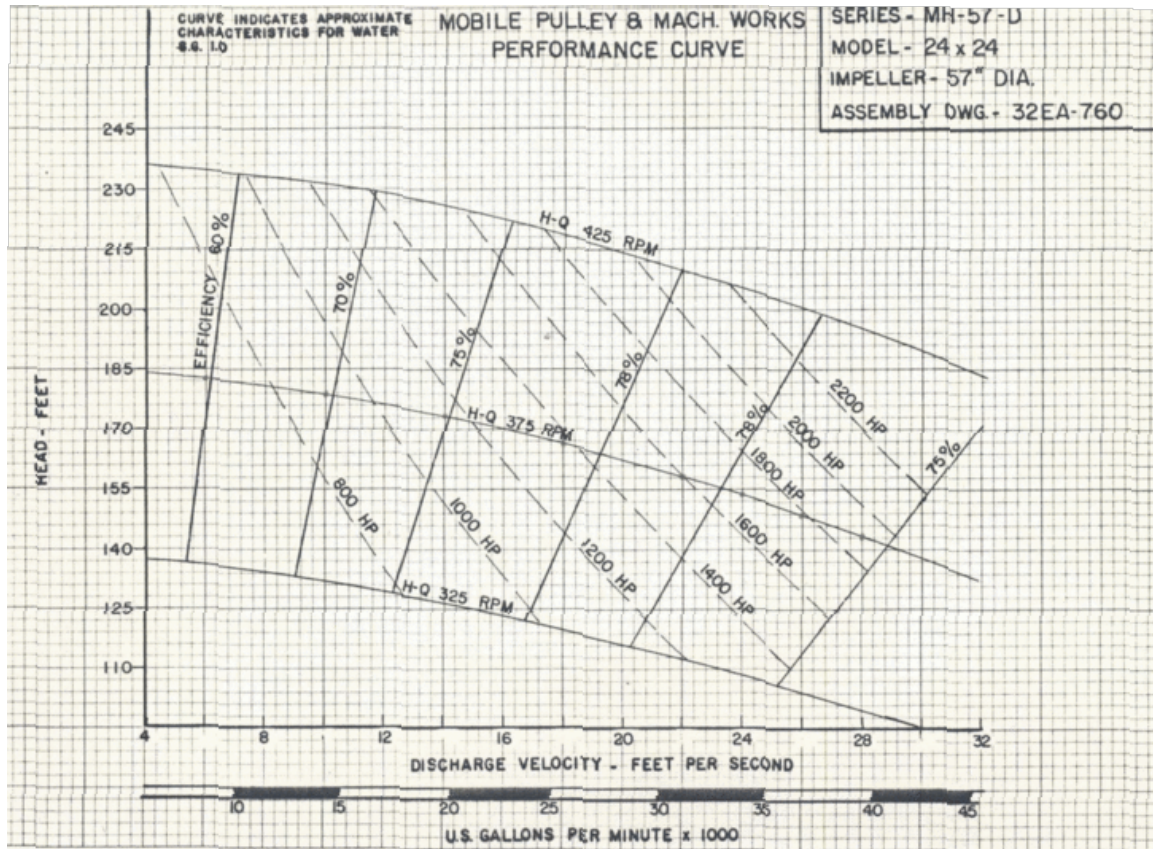 CURVE INDICATES APPROXIMATE
CHARACTERISTICS FOR WATER
S.G. 1.0
MOBILE PULLEY & MACH. WORKS
PERFORMANCE CURVE
SERIES - MH-57-D
MODEL - 24 x 24
IMPELLER - 57" DIA.
ASSEMBLY DWG. - 32EA-760
HEAD - FEET
245
230
215
200
185
170
155
140
125
110
H-Q 425 RPM
H-Q 375 RPM
H-Q 325 RPM
EFFICIENCY 60%
70%
75%
78%
78%
75%
800 HP
1000 HP
1200 HP
1400 HP
1600 HP
1800 HP
2000 HP
2200 HP
4 8 12 16 20 24 28 32
DISCHARGE VELOCITY - FEET PER SECOND
10 15 20 25 30 35 40 45
U.S. GALLONS PER MINUTE x 1000